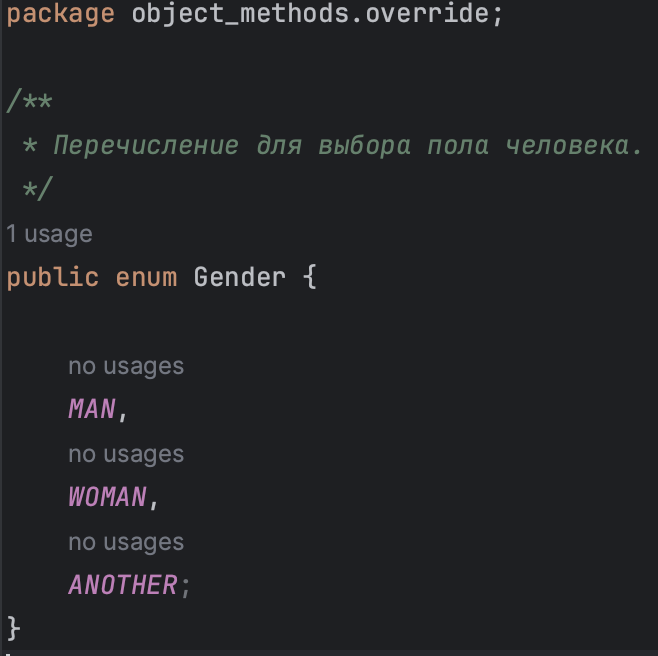 package object_methods.override;
/**
* Перечисление для выбора пола человека.
*/
1 usage
public enum Gender {
no usages
MAN,
no usages
WOMAN,
no usages
ANOTHER;
}